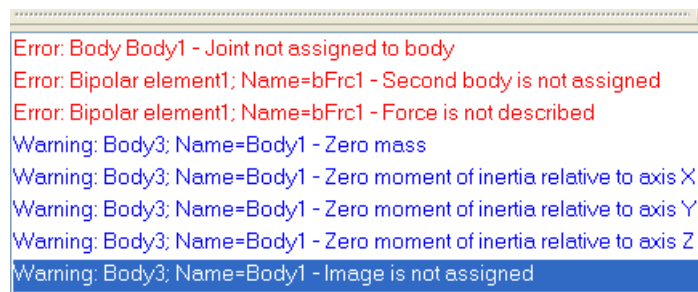 Error: Body Body1 - Joint not assigned to body
Error: Bipolar element1; Name=bFrc1 - Second body is not assigned
Error: Bipolar element1; Name=bFrc1 - Force is not described
Warning: Body3; Name=Body1 - Zero mass
Warning: Body3; Name=Body1 - Zero moment of inertia relative to axis X
Warning: Body3; Name=Body1 - Zero moment of inertia relative to axis Y
Warning: Body3; Name=Body1 - Zero moment of inertia relative to axis Z
Warning: Body3; Name=Body1 - Image is not assigned